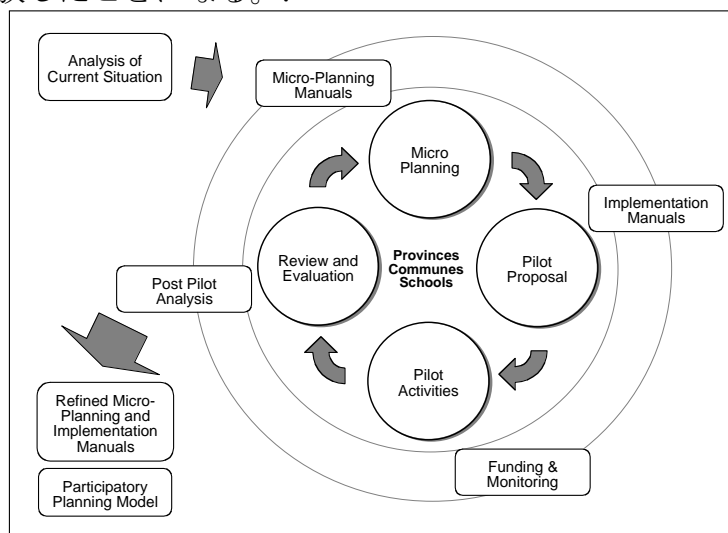 Analysis of
Current Situation
Micro-Planning
Manuals
Micro
Planning
Implementation
Manuals
Review and
Evaluation
Provinces
Communes
Schools
Pilot
Proposal
Post Pilot
Analysis
Pilot
Activities
Refined Micro-
Planning and
Implementation
Manuals
Funding &
Monitoring
Participatory
Planning Model